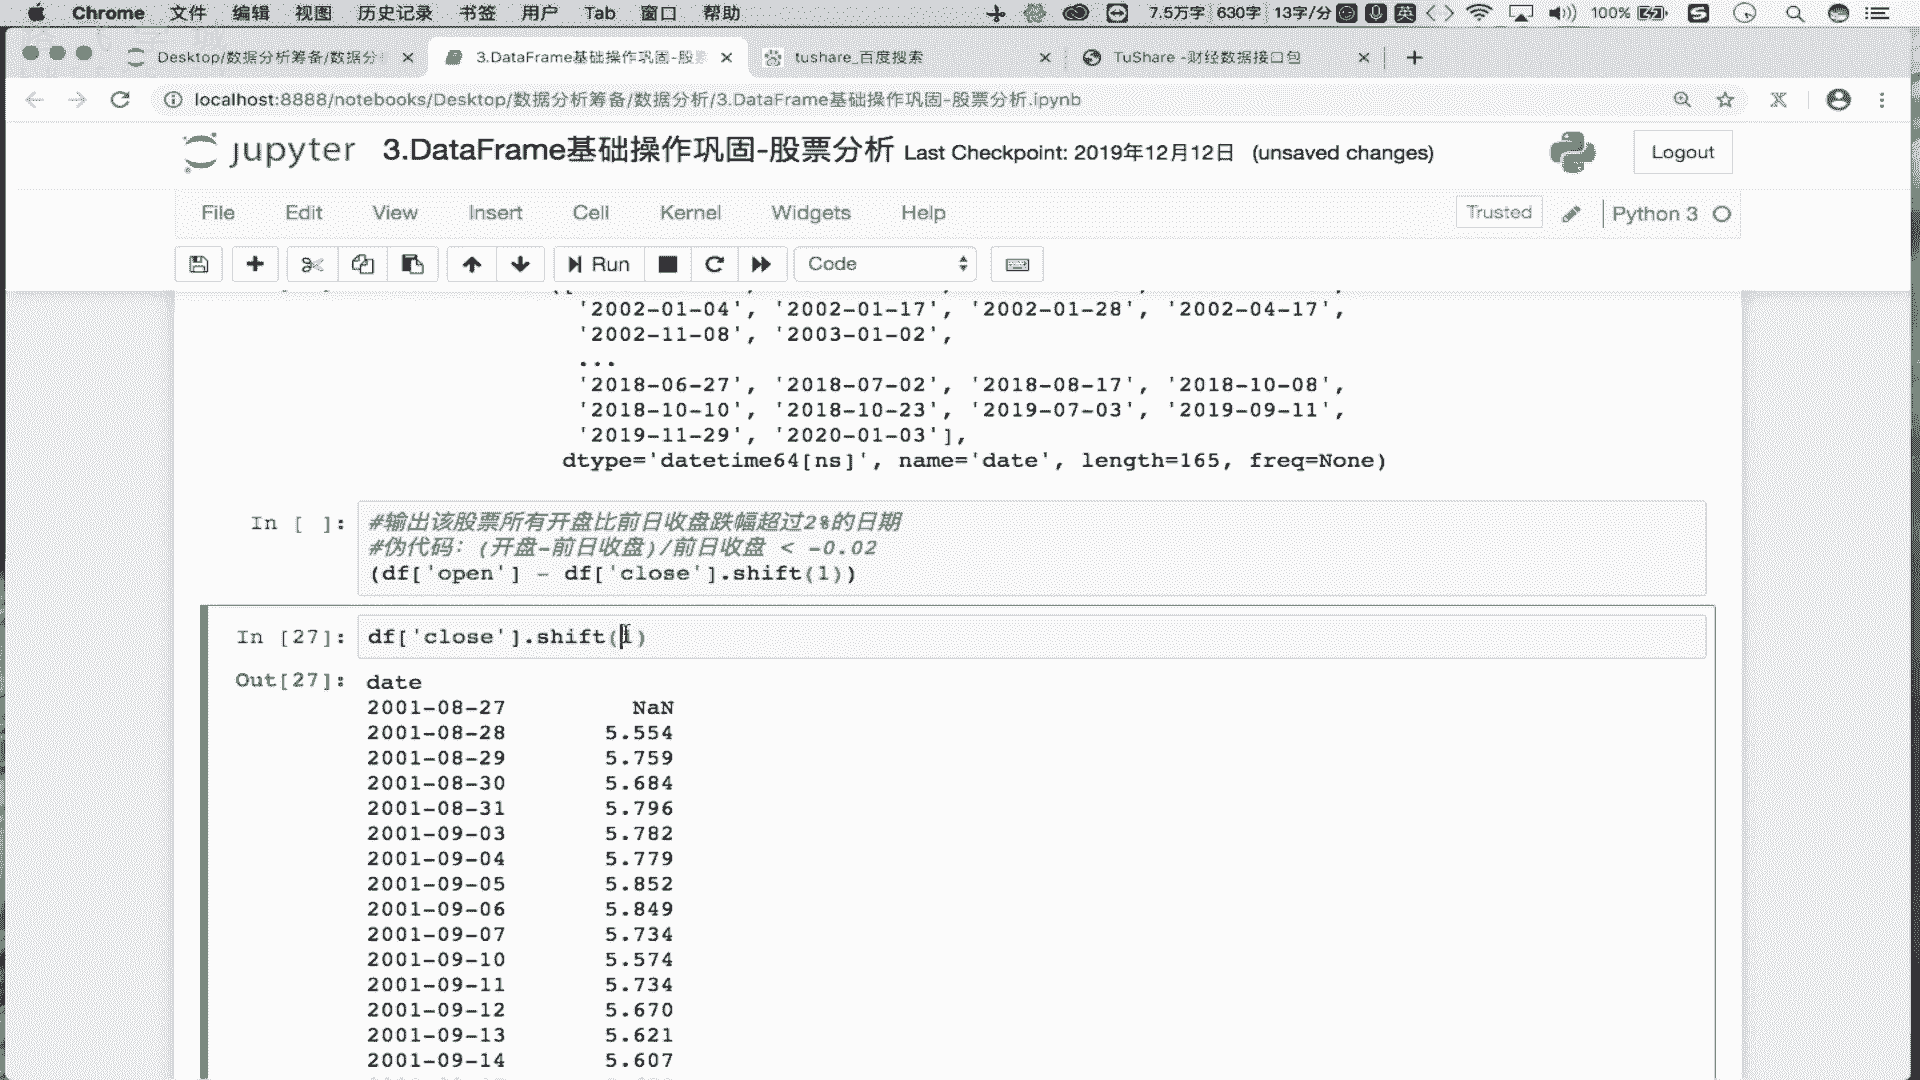 Chrome 文件 编辑 视图 历史记录 书签 用户 Tab 窗口 帮助 7.5万字 630字 13字/分 英 100%
Desktop/数据分析筹备/数据分
3.DataFrame基础操作巩固-股
tushare_百度搜索
TuShare -财经数据接口包
localhost:8888/notebooks/Desktop/数据分析筹备/数据分析/3.DataFrame基础操作巩固-股票分析.ipynb
jupyter 3.DataFrame基础操作巩固-股票分析 Last Checkpoint: 2019年12月12日 (unsaved changes)
Logout
File Edit View Insert Cell Kernel Widgets Help
Trusted Python 3
Run Code
'2002-01-04', '2002-01-17', '2002-01-28', '2002-04-17',
'2002-11-08', '2003-01-02',
...
'2018-06-27', '2018-07-02', '2018-08-17', '2018-10-08',
'2018-10-10', '2018-10-23', '2019-07-03', '2019-09-11',
'2019-11-29', '2020-01-03'],
dtype='datetime64[ns]', name='date', length=165, freq=None)
In [ ]: #输出该股票所有开盘比前日收盘跌幅超过2%的日期
#伪代码：(开盘-前日收盘)/前日收盘 < -0.02
(df['open'] - df['close'].shift(1))
In [27]: df['close'].shift(1)
Out[27]: date
2001-08-27 NaN
2001-08-28 5.554
2001-08-29 5.759
2001-08-30 5.684
2001-08-31 5.796
2001-09-03 5.782
2001-09-04 5.779
2001-09-05 5.852
2001-09-06 5.849
2001-09-07 5.734
2001-09-10 5.574
2001-09-11 5.734
2001-09-12 5.670
2001-09-13 5.621
2001-09-14 5.607